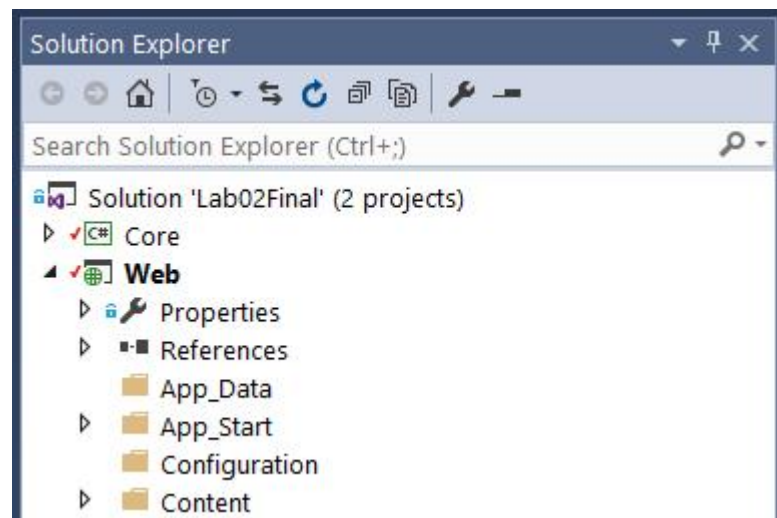 Solution Explorer
Search Solution Explorer (Ctrl+;)
Solution 'Lab02Final' (2 projects)
C# Core
Web
Properties
References
App_Data
App_Start
Configuration
Content